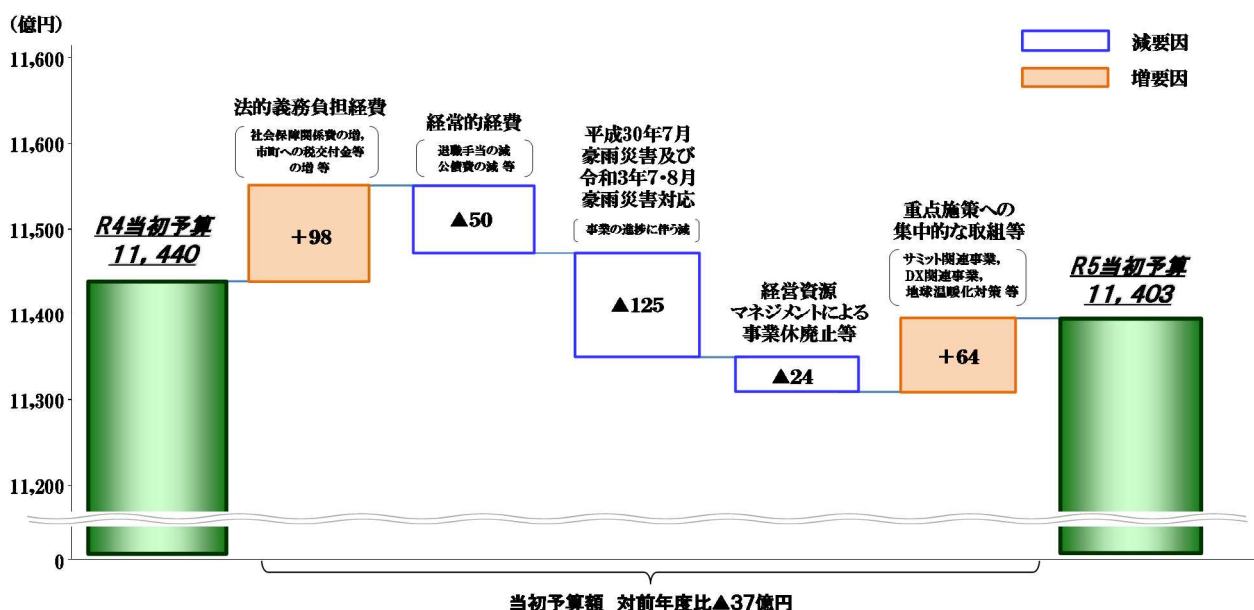 (億円)
減要因
増要因
11,600
11,600
11,500
11,400
11,300
11,200
0
R4当初予算
11,440
法的義務負担経費
社会保障関係費の増,
市町への税交付金等
の増 等
+98
経常的経費
退職手当の減
公債費の減 等
▲50
平成30年7月
豪雨災害及び
令和3年7・8月
豪雨災害対応
事業の進捗に伴う減
▲125
経営資源
マネジメントによる
事業休廃止等
▲24
重点施策への
集中的な取組等
サミット関連事業,
DX関連事業,
地球温暖化対策 等
+64
R5当初予算
11,403
当初予算額 対前年度比▲37億円